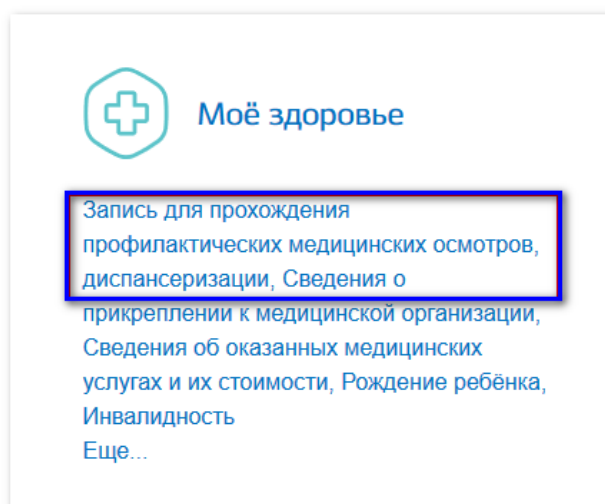 Моё здоровье
Запись для прохождения
профилактических медицинских осмотров,
диспансеризации, Сведения о
прикреплении к медицинской организации,
Сведения об оказанных медицинских
услугах и их стоимости, Рождение ребёнка,
Инвалидность
Еще...